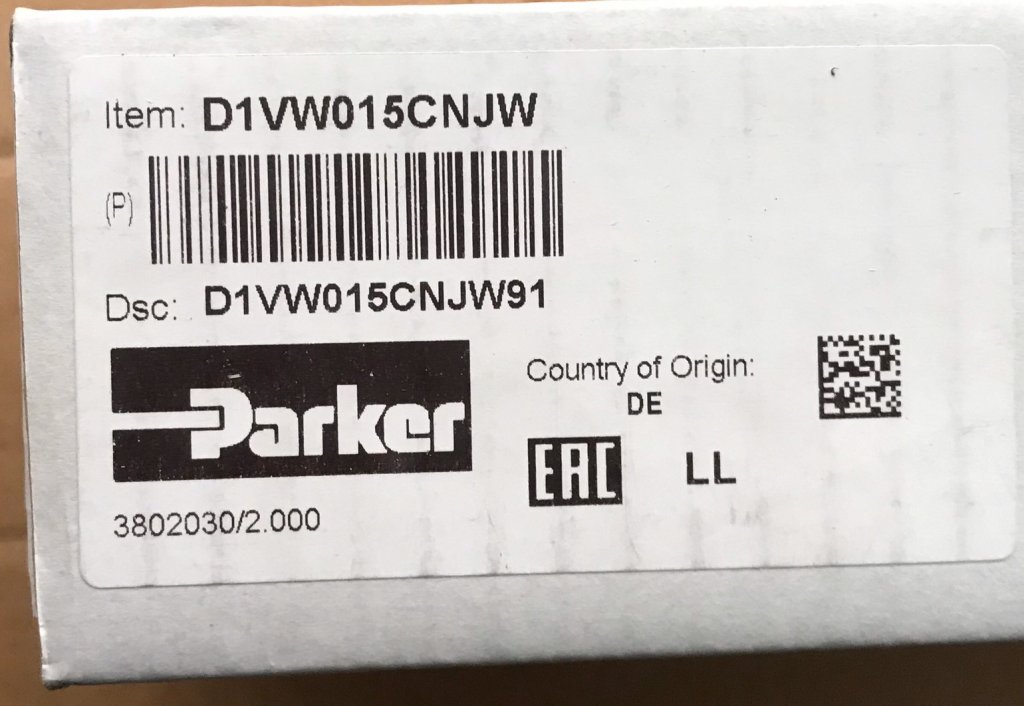 Item: D1VW015CNJW
(P)
Dsc: D1VW015CNJW91
Parker
Country of Origin:
DE
EAC LL
3802030/2.000